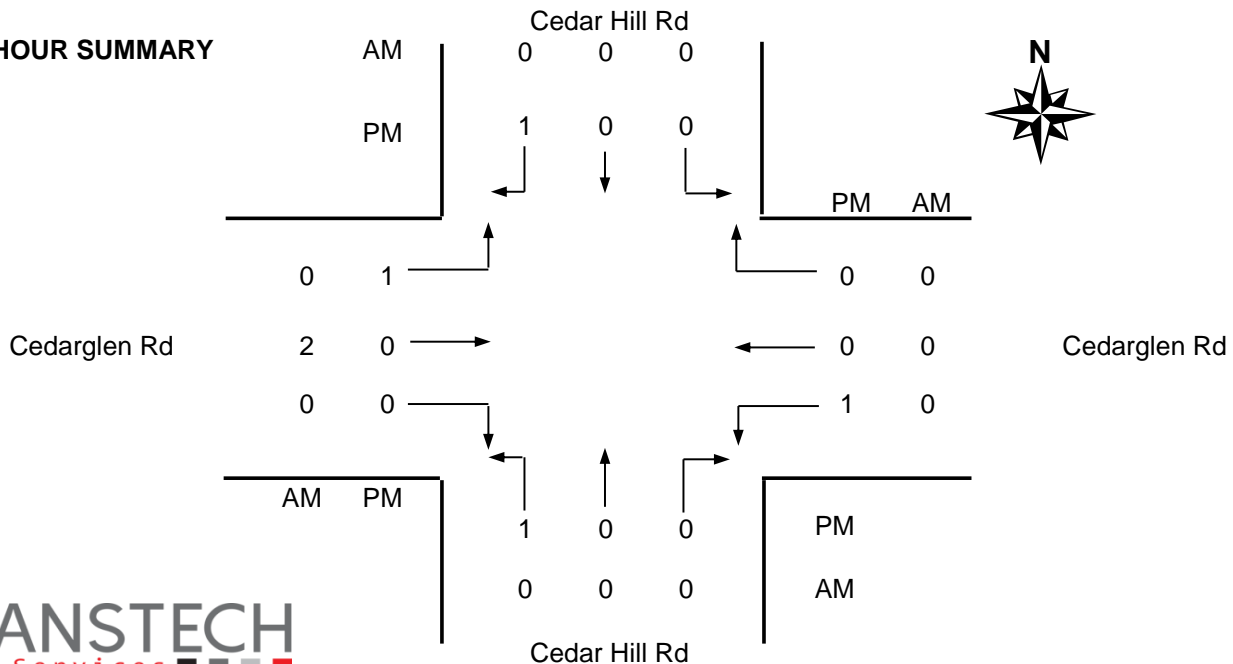 Cedar Hill Rd
HOUR SUMMARY AM 0 0 0 N
PM 1 0 0
PM AM
0 1 0 0
Cedarglen Rd 2 0 0 0 Cedarglen Rd
0 0 1 0
AM PM
1 0 0 PM
0 0 0 AM
ANSTECH
Services
Cedar Hill Rd